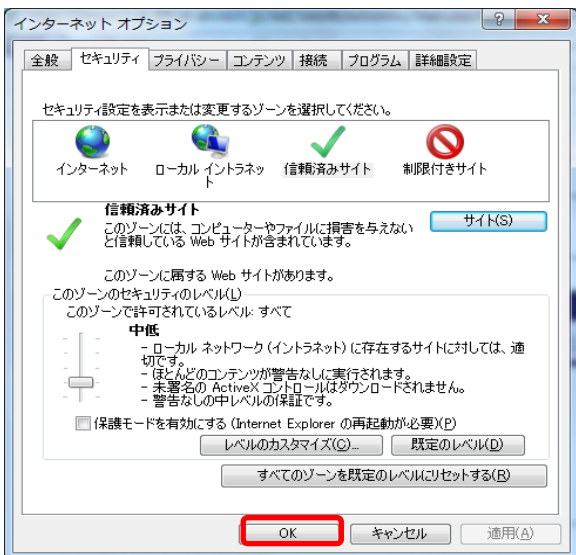 インターネット オプション
全般 セキュリティ プライバシー コンテンツ 接続 プログラム 詳細設定
セキュリティ設定を表示または変更するゾーンを選択してください。
インターネット ローカル イントラネッ 信頼済みサイト 制限付きサイト
ト
信頼済みサイト
サイト(S)
このゾーンには、コンピューターやファイルに損害を与えない
と信頼している Web サイトが含まれています。
このゾーンに属する Web サイトがあります。
このゾーンのセキュリティのレベル(L)
このゾーンで許可されているレベル: すべて
中低
- ローカル ネットワーク (イントラネット) に存在するサイトに対しては、適
切です。
- ほとんどのコンテンツが警告なしに実行されます。
- 未署名の ActiveX コントロールはダウンロードされません。
- 警告なしの中レベルの保証です。
保護モードを有効にする (Internet Explorer の再起動が必要)(P)
レベルのカスタマイズ(C)... 既定のレベル(D)
すべてのゾーンを既定のレベルにリセットする(R)
OK キャンセル 適用(A)